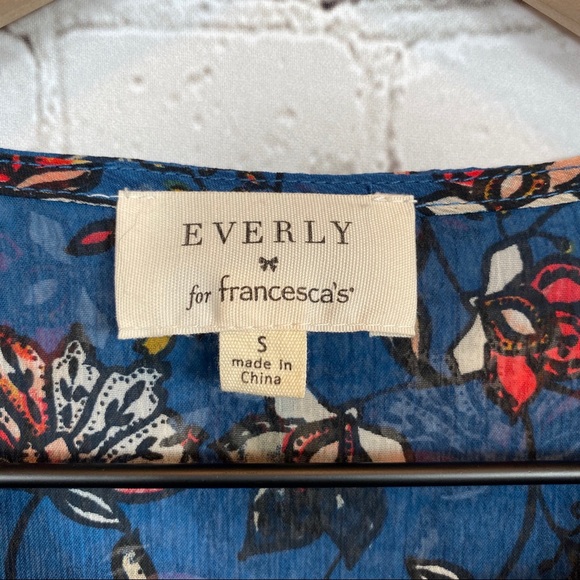 EVERLY
for francesca's
S
made in
China